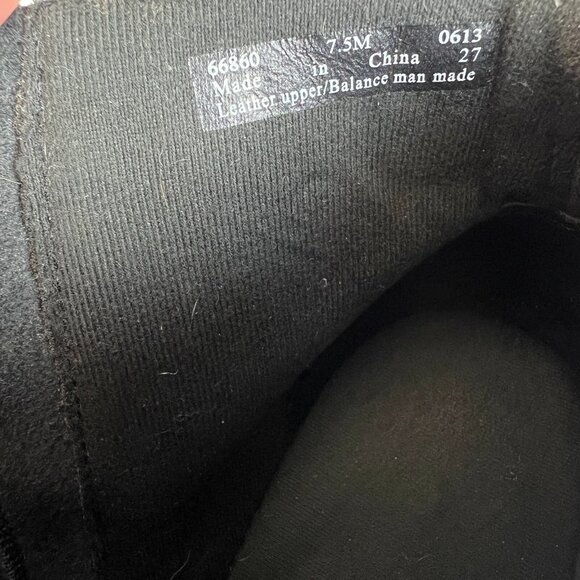 66860 7.5M 0613
Made in China 27
Leather upper/Balance man made